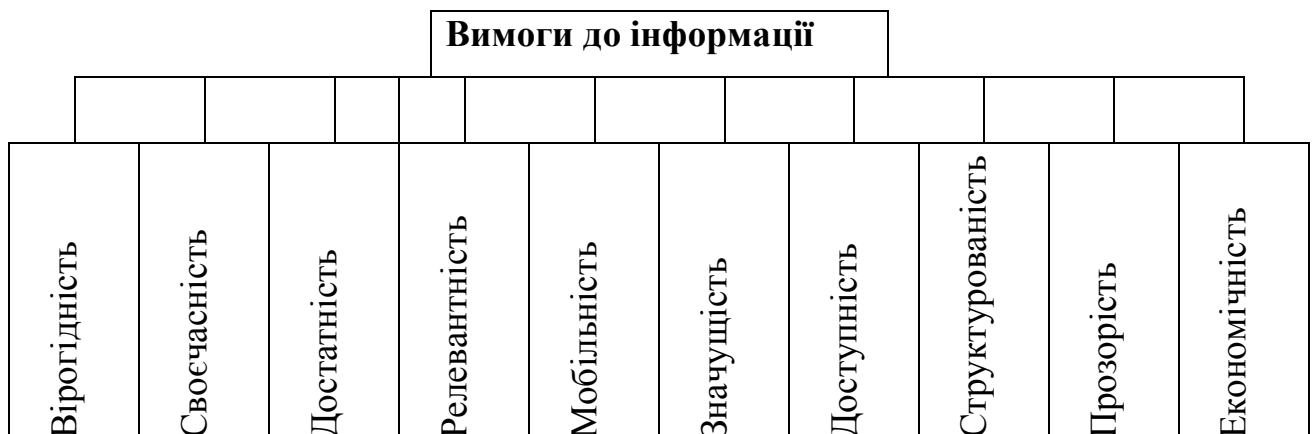 Вимоги до інформації
Вірогідність
Своєчасність
Достатність
Релевантність
Мобільність
Значущість
Доступність
Структурованість
Прозорість
Економічність